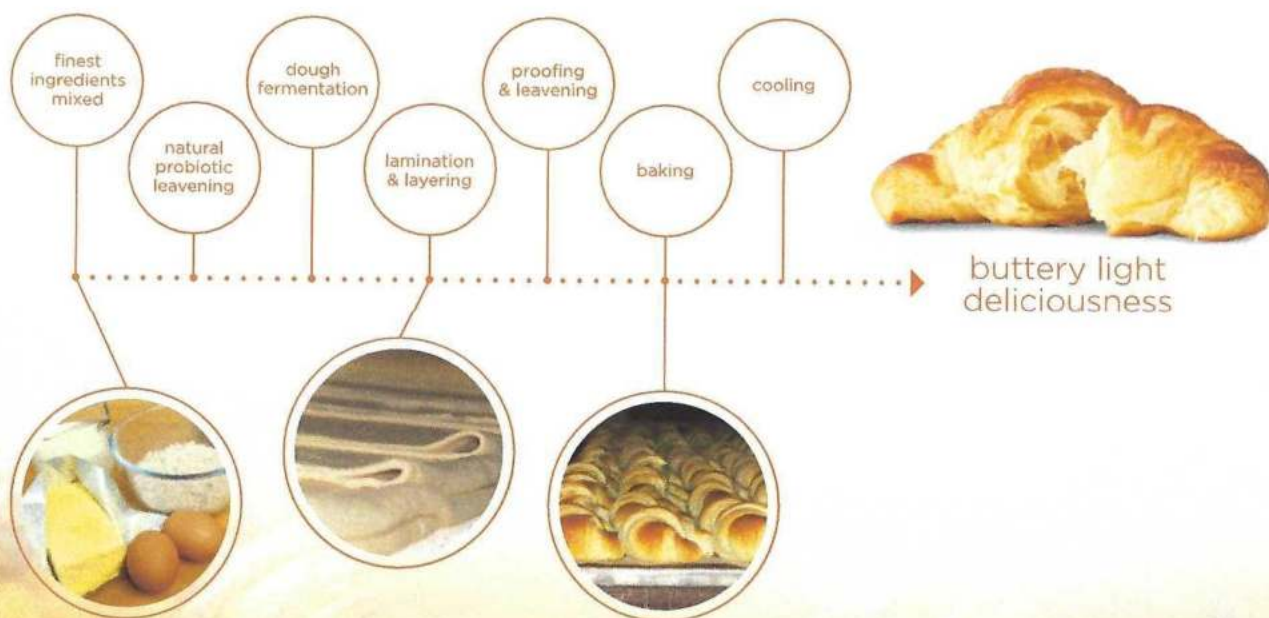 finest
ingredients
mixed
natural
probiotic
leavening
dough
fermentation
lamination
& layering
proofing
& leavening
baking
cooling
buttery light
deliciousness